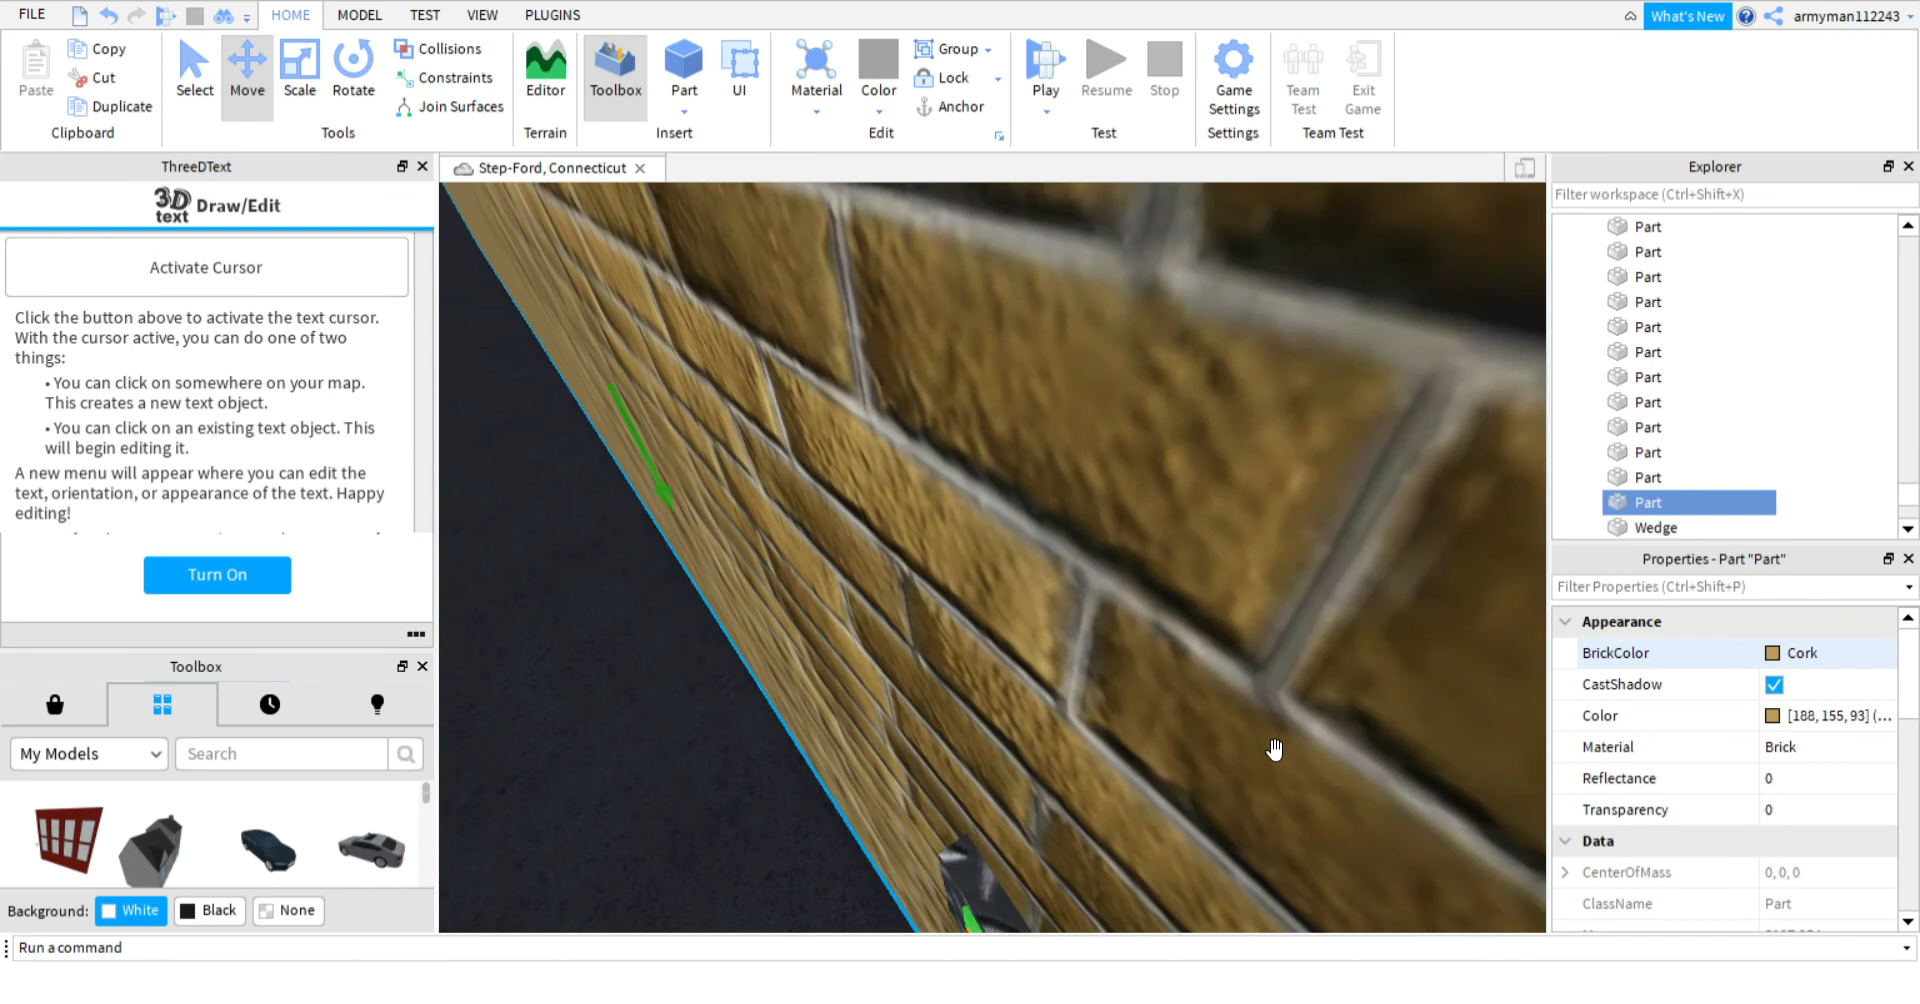 FILE
HOME
MODEL
TEST
VIEW
PLUGINS
What's New
armyman112243
Paste
Copy
Cut
Duplicate
Clipboard
Select
Move
Scale
Rotate
Collisions
Constraints
Join Surfaces
Tools
Editor
Terrain
Toolbox
Part
UI
Insert
Material
Color
Group
Lock
Anchor
Edit
Play
Resume
Stop
Test
Game
Settings
Settings
Team
Test
Exit
Game
Team Test
ThreeDText
3D
text
Draw/Edit
Activate Cursor
Click the button above to activate the text cursor.
With the cursor active, you can do one of two
things:
• You can click on somewhere on your map.
This creates a new text object.
• You can click on an existing text object. This
will begin editing it.
A new menu will appear where you can edit the
text, orientation, or appearance of the text. Happy
editing!
Turn On
Toolbox
My Models
Search
Background:
White
Black
None
Run a command
Step-Ford, Connecticut
Explorer
Filter workspace (Ctrl+Shift+X)
Part
Part
Part
Part
Part
Part
Part
Part
Part
Part
Part
Part
Wedge
Properties - Part "Part"
Filter Properties (Ctrl+Shift+P)
Appearance
BrickColor Cork
CastShadow
Color [188, 155, 93] (...
Material Brick
Reflectance 0
Transparency 0
Data
CenterOfMass 0, 0, 0
ClassName Part